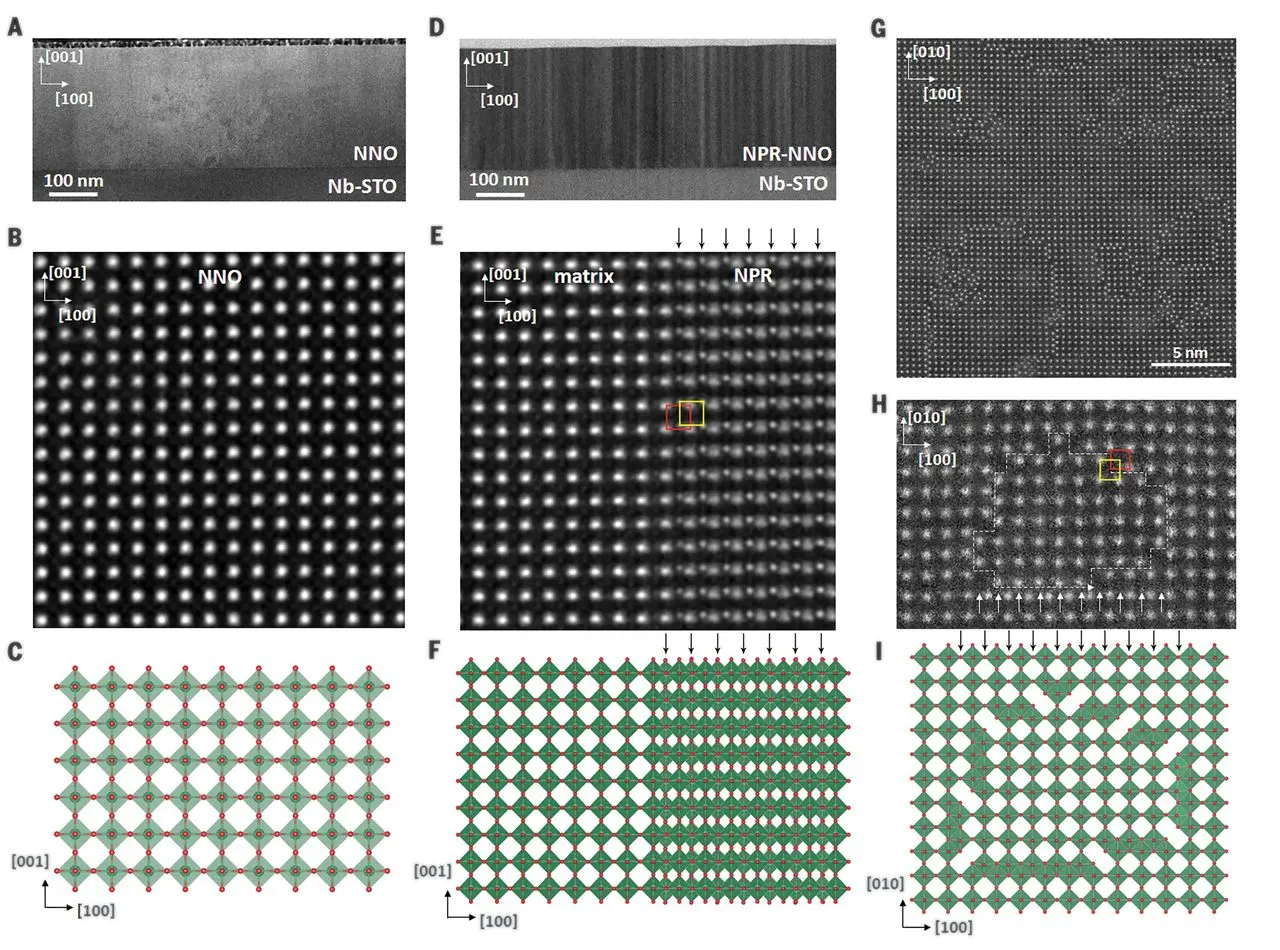 A
[001]
[100]
NNO
Nb-STO
100 nm
B
[001]
[100]
NNO
C
[001]
[100]
D
[001]
[100]
NPR-NNO
Nb-STO
100 nm
E
[001]
[100]
matrix
NPR
F
[001]
[100]
G
[010]
[100]
5 nm
H
[010]
[100]
I
[010]
[100]